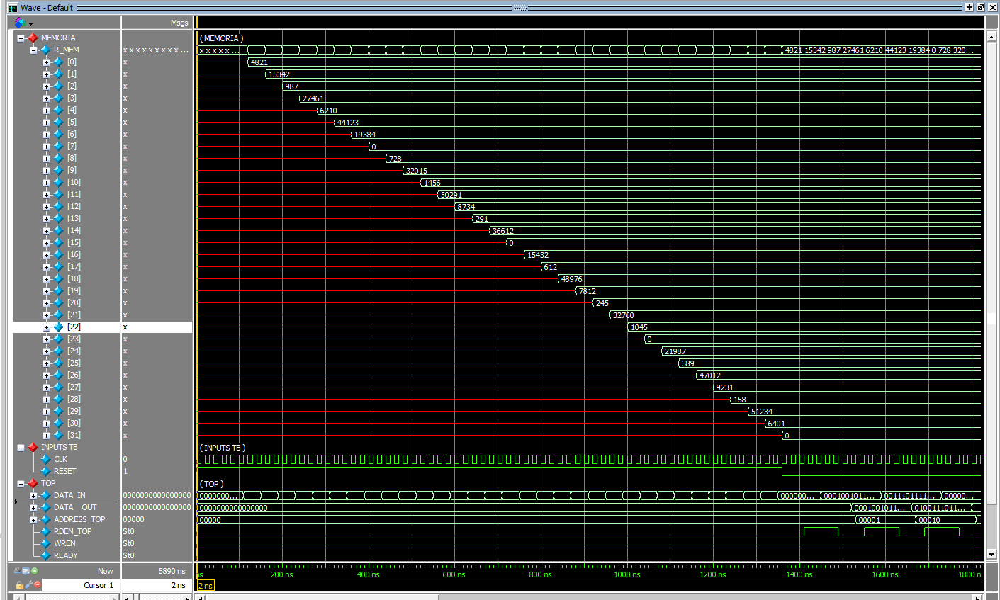 Wave - Default
Msgs
MEMORIA (MEMORIA)
R_MEM x x x x x x x x x ... x x x x x ... 4821 15342 987 27461 6210 44123 19384 0 728 320...
[0] x 4821
[1] x 15342
[2] x 987
[3] x 27461
[4] x 6210
[5] x 44123
[6] x 19384
[7] x 0
[8] x 728
[9] x 32015
[10] x 1456
[11] x 50291
[12] x 8734
[13] x 291
[14] x 36612
[15] x 0
[16] x 15432
[17] x 612
[18] x 48976
[19] x 7812
[20] x 245
[21] x 32760
[22] x 1045
[23] x 0
[24] x 21987
[25] x 389
[26] x 47012
[27] x 9231
[28] x 158
[29] x 51234
[30] x 6401
[31] x 0
INPUTS TB (INPUTS TB)
CLK 0
RESET 1
TOP (TOP)
DATA_IN 0000000000000000 0000000... 000000... 0001001011... 0011101111... 00000...
DATA__OUT 0000000000000000 0000000000000000 0001001011... 0100111011...
ADDRESS_TOP 00000 00000 00001 00010
RDEN_TOP St0
WREN St0
READY St0
Now 5890 ns 200 ns 400 ns 600 ns 800 ns 1000 ns 1200 ns 1400 ns 1600 ns 1800 n
Cursor 1 2 ns 2 ns